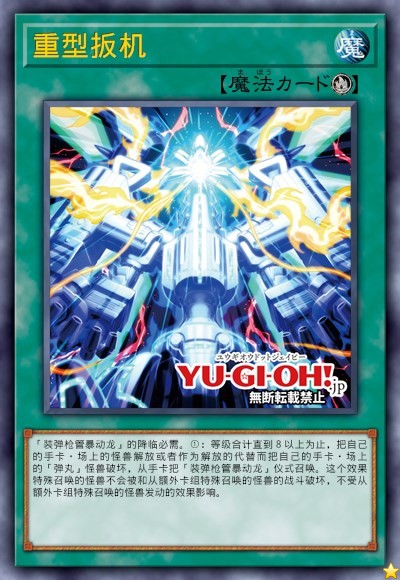 重型扳机
魔
【魔法カード】
まほう
ユウギオウドットジェイピー
YU-GI-OH!.jp
無断転載禁止
「装弹枪管暴动龙」的降临必需。①：等级合计直到８以上为止，把自己
的手卡·场上的怪兽解放或者作为解放的代替而把自己的手卡·场上
的「弹丸」怪兽破坏，从手卡把「装弹枪管暴动龙」仪式召唤。这个效果
特殊召唤的怪兽不会被和从额外卡组特殊召唤的怪兽的战斗破坏，不受从
额外卡组特殊召唤的怪兽发动的效果影响。